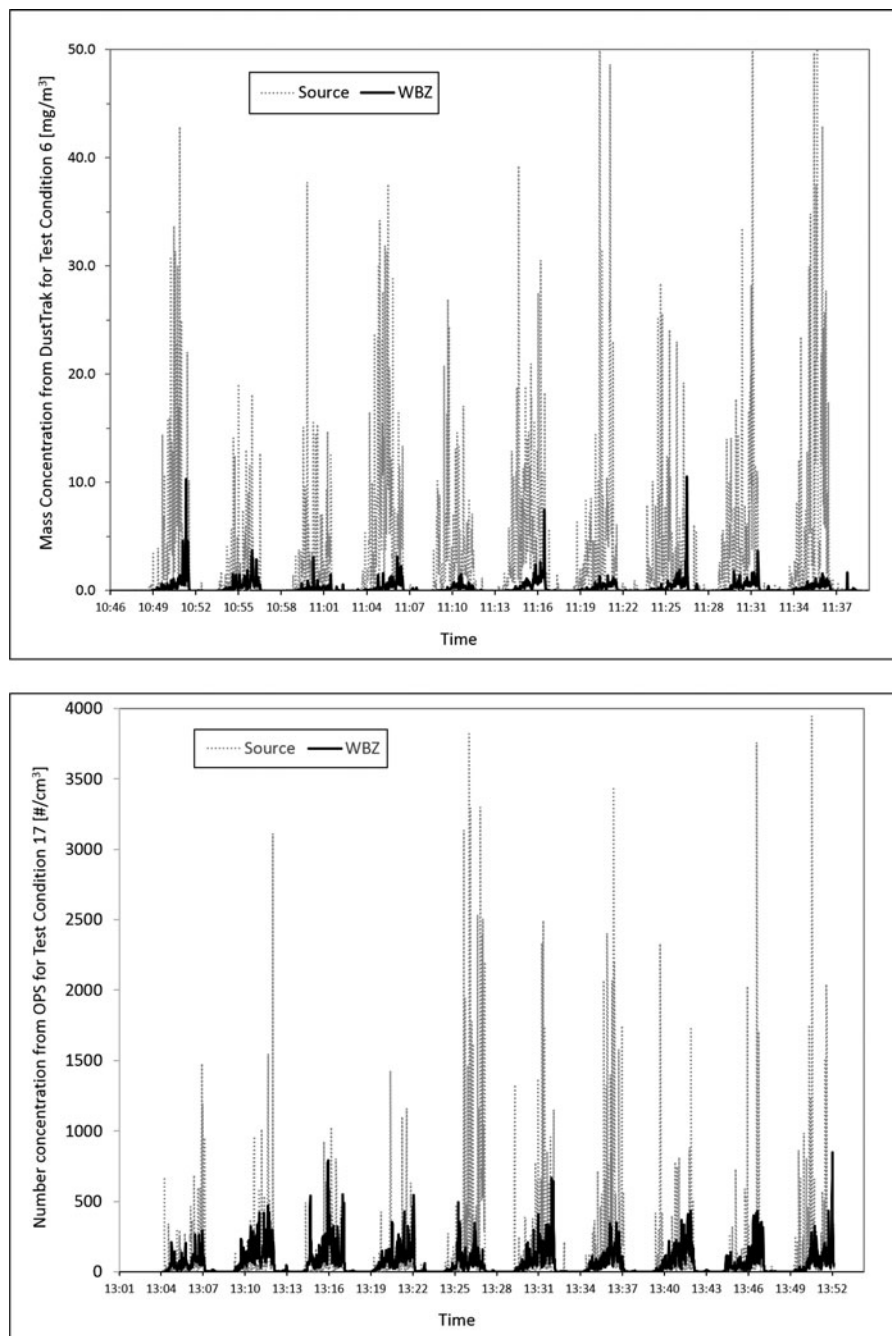 Mass Concentration from DustTrak for Test Condition 6 [mg/m³]
50.0
40.0
30.0
20.0
10.0
0.0
Source WBZ
10:46 10:49 10:52 10:55 10:58 11:01 11:04 11:07 11:10 11:13 11:16 11:19 11:22 11:25 11:28 11:31 11:34 11:37
Time
Number concentration from OPS for Test Condition 17 [#/cm³]
4000
3500
3000
2500
2000
1500
1000
500
0
Source WBZ
13:01 13:04 13:07 13:10 13:13 13:16 13:19 13:22 13:25 13:28 13:31 13:34 13:37 13:40 13:43 13:46 13:49 13:52
Time